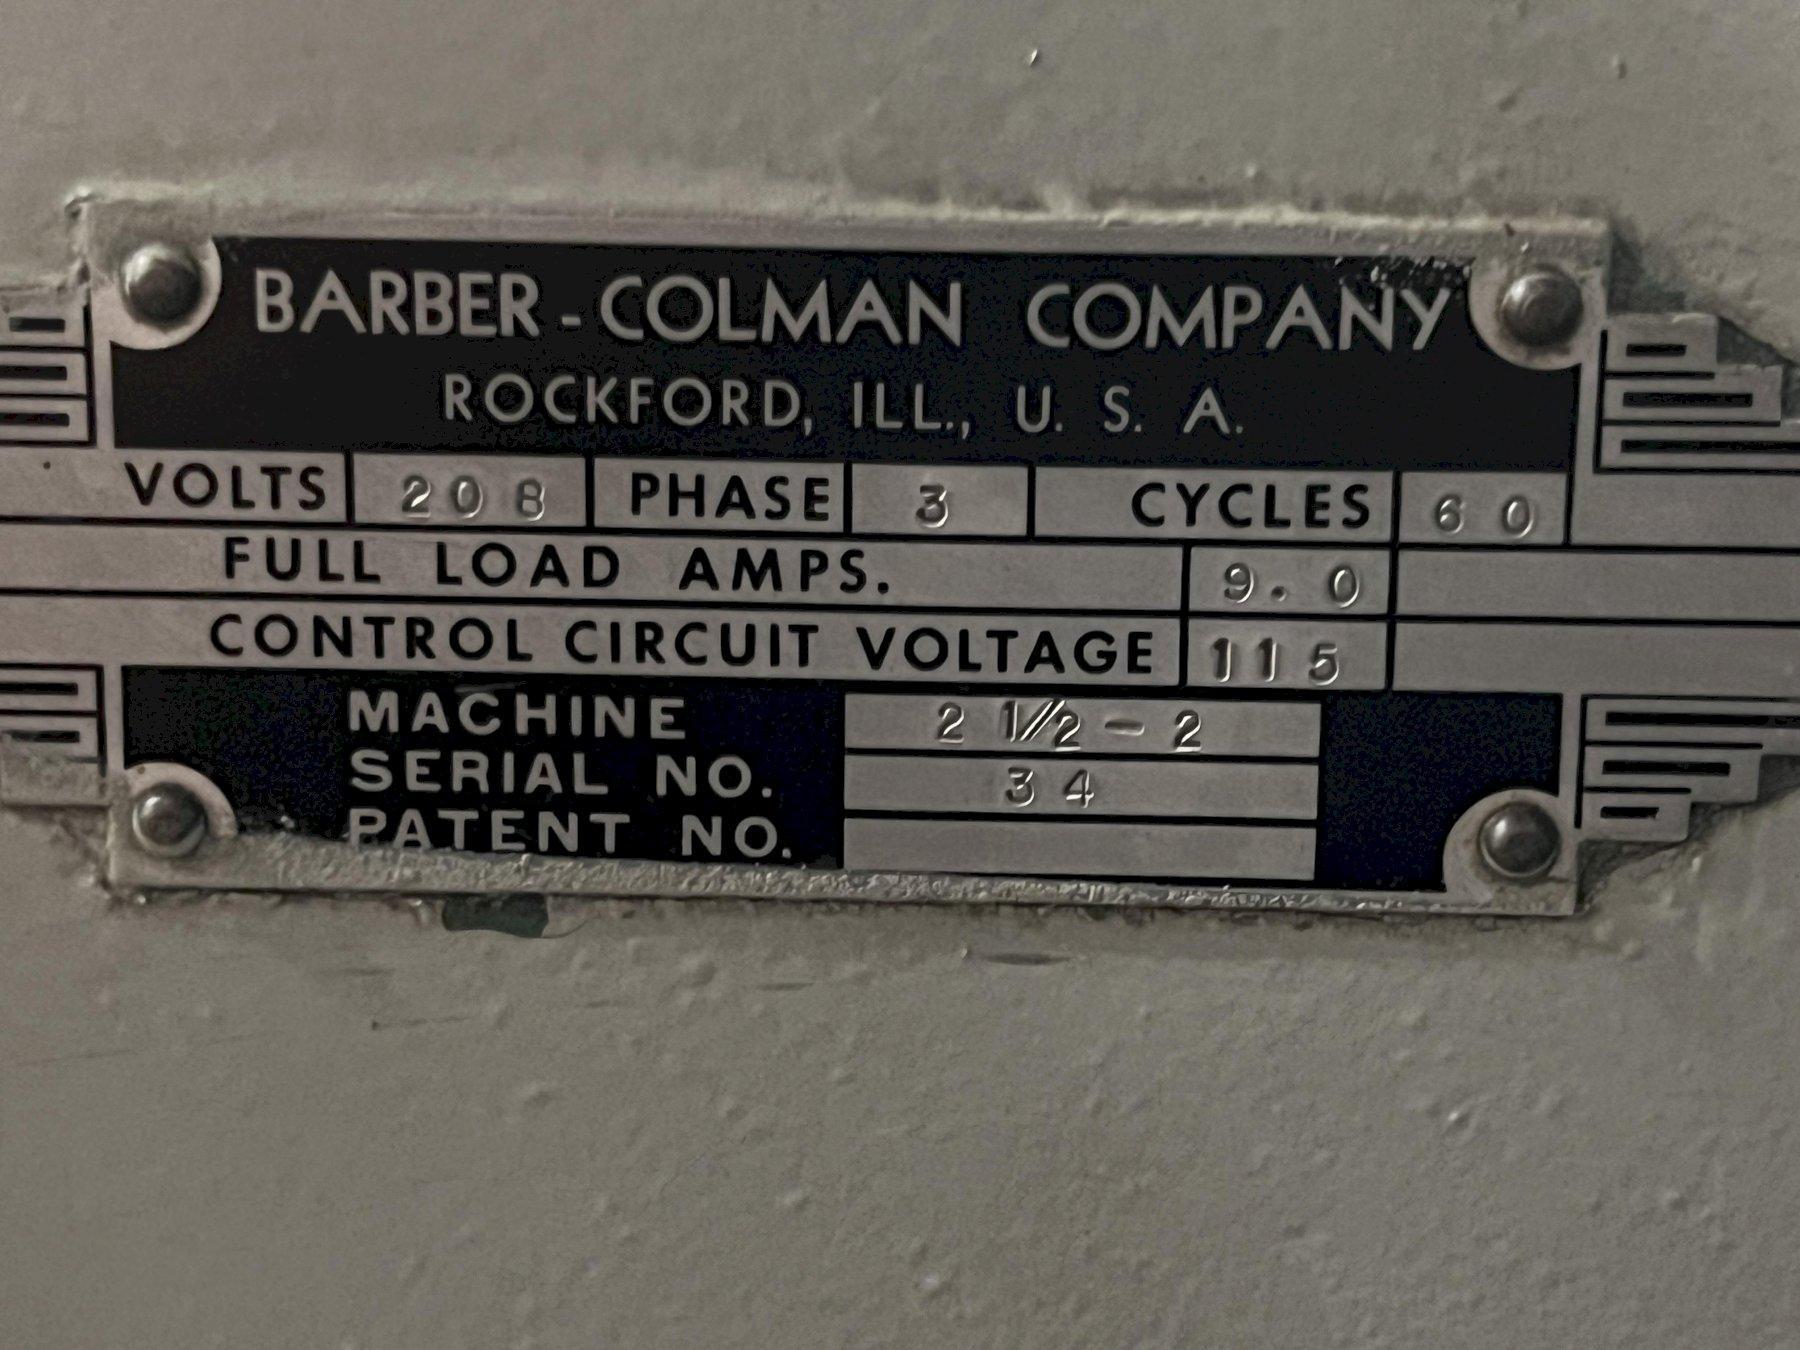 BARBER-COLMAN COMPANY
ROCKFORD, ILL., U. S. A.
VOLTS 208 PHASE 3 CYCLES 60
FULL LOAD AMPS. 9.0
CONTROL CIRCUIT VOLTAGE 115
MACHINE 2 1/2-2
SERIAL NO. 34
PATENT NO.